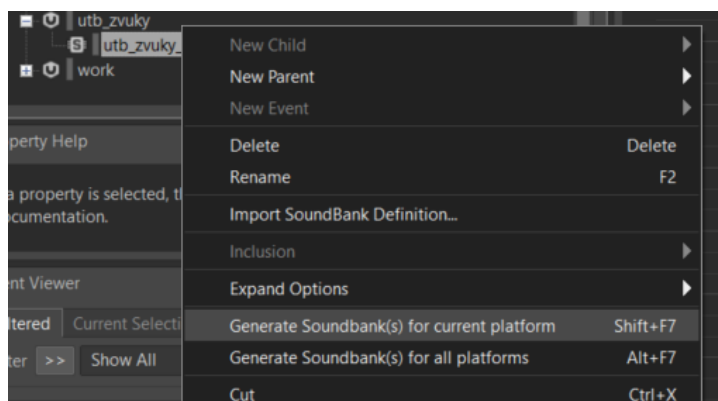 utb_zvuky
utb_zvuky_
work
New Child
New Parent
New Event
Delete Delete
Rename F2
Import SoundBank Definition...
Inclusion
Expand Options
Generate Soundbank(s) for current platform Shift+F7
Generate Soundbank(s) for all platforms Alt+F7
Cut Ctrl+X
perty Help
a property is selected, t
ocumentation.
ent Viewer
ltered Current Selecti
ter >> Show All